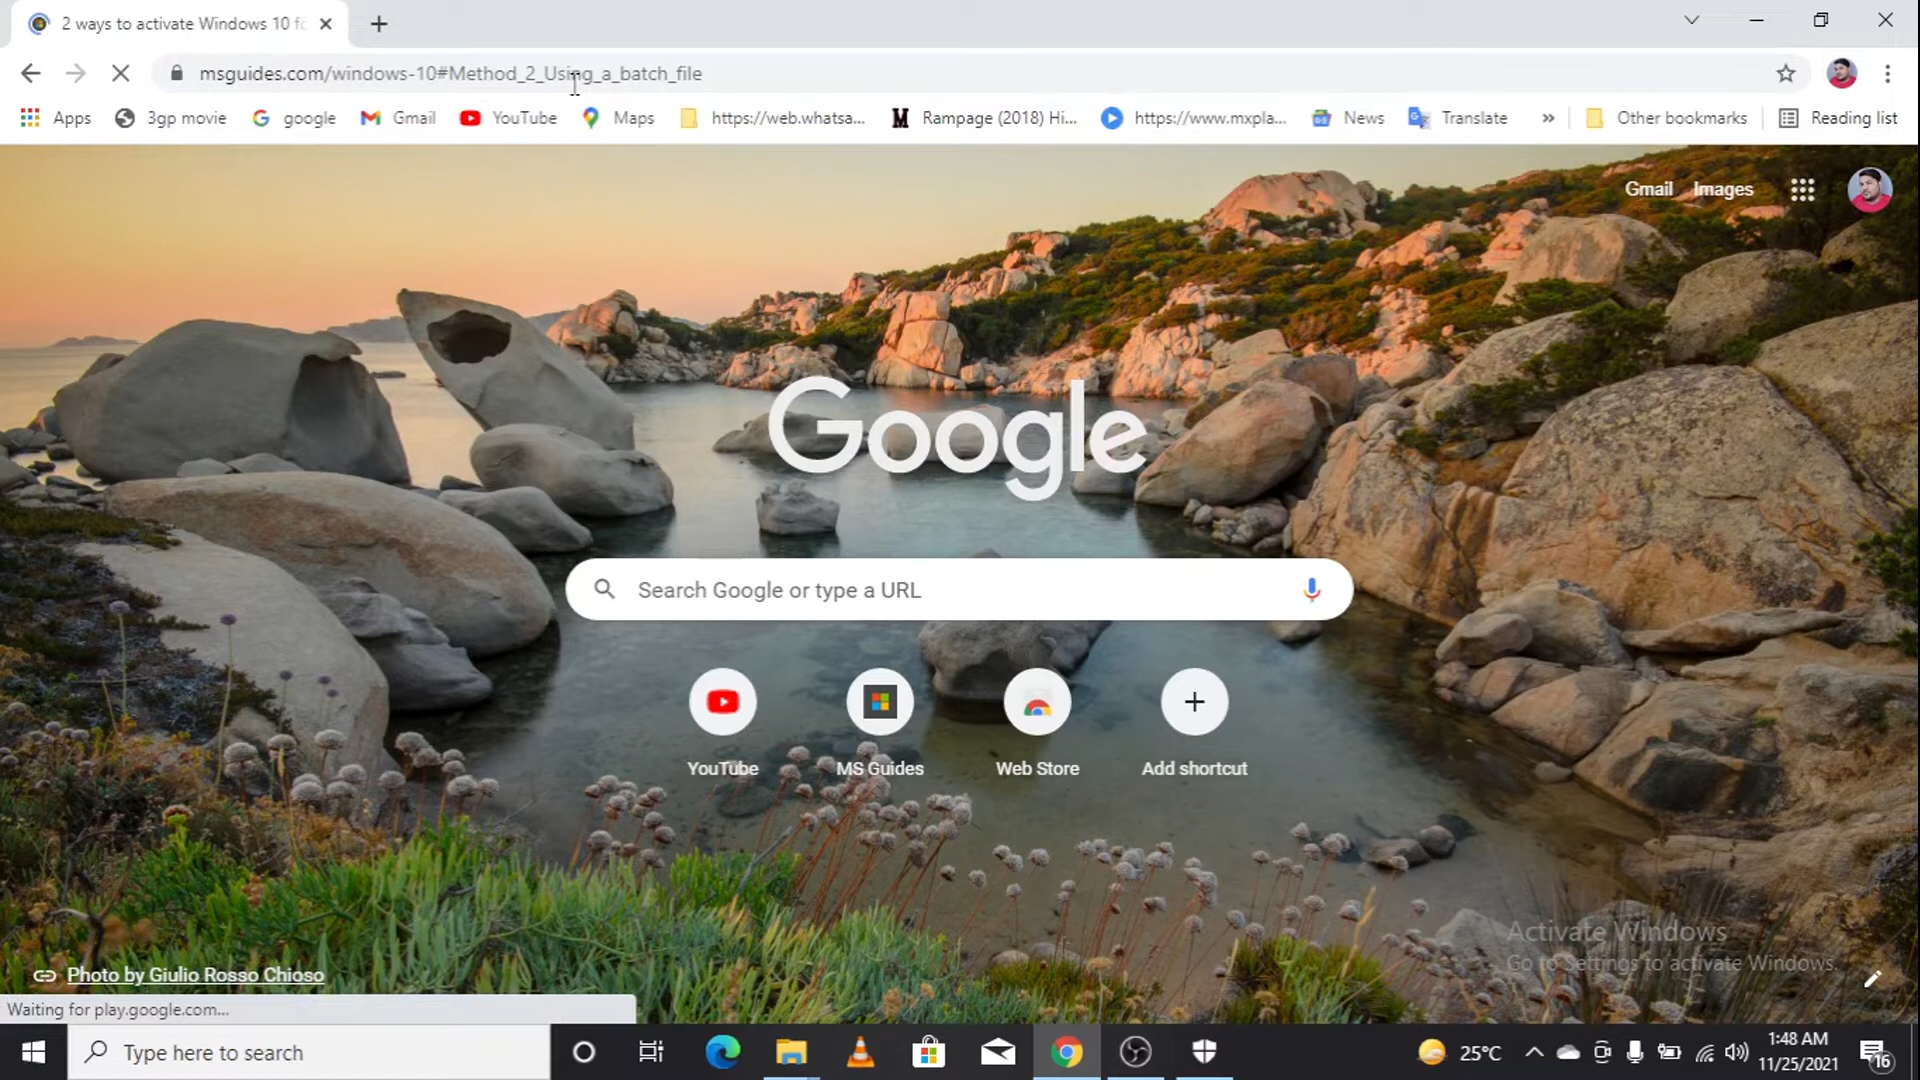 2 ways to activate Windows 10 fo
msguides.com/windows-10#Method_2_Using_a_batch_file
Apps 3gp movie google Gmail YouTube Maps https://web.whatsa... Rampage (2018) Hi... https://www.mxpla... News Translate » Other bookmarks Reading list
Gmail Images
Google
Search Google or type a URL
YouTube MS Guides Web Store Add shortcut
Activate Windows
Go to Settings to activate Windows.
Photo by Giulio Rosso Chioso
Waiting for play.google.com...
Type here to search
25°C
1:48 AM
11/25/2021
16